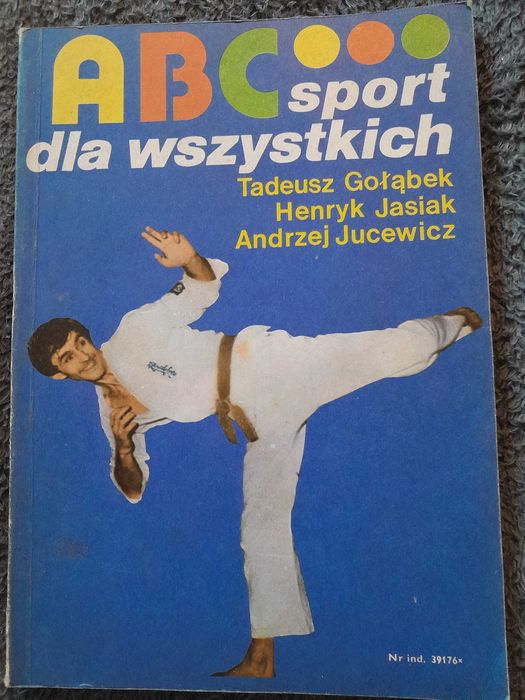 ABC
sport
dla wszystkich
Tadeusz Gołąbek
Henryk Jasiak
Andrzej Jucewicz
Nr ind. 39176x